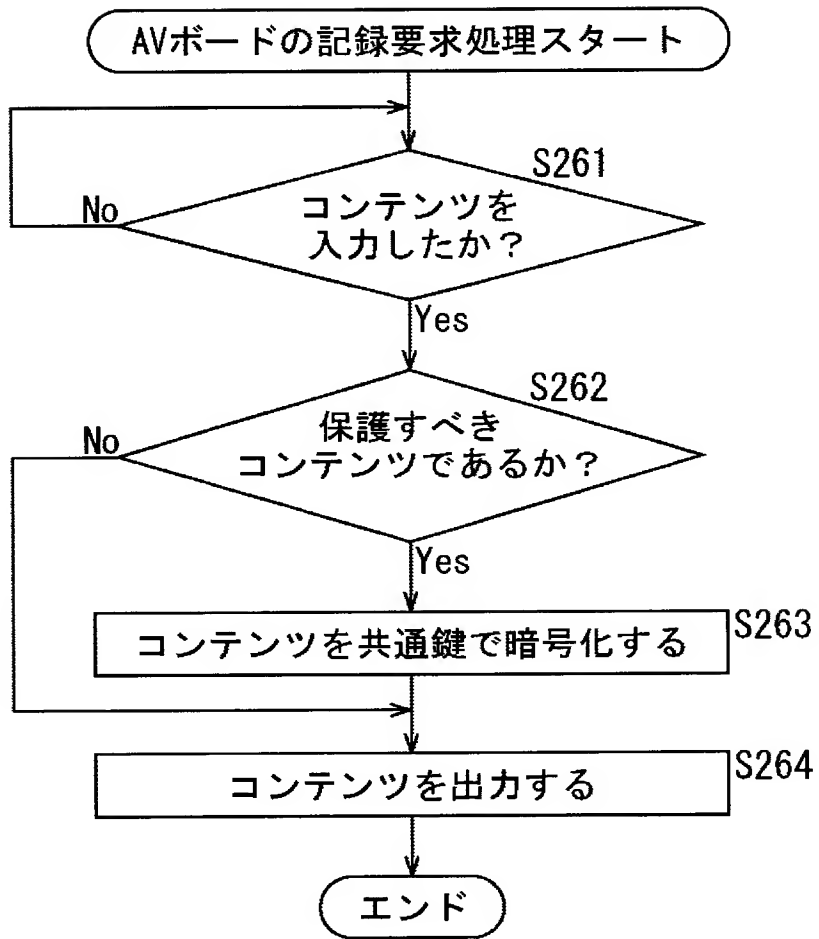 AVボードの記録要求処理スタート
S261
コンテンツを
入力したか？
No
Yes
S262
保護すべき
コンテンツであるか？
No
Yes
S263
コンテンツを共通鍵で暗号化する
S264
コンテンツを出力する
エンド